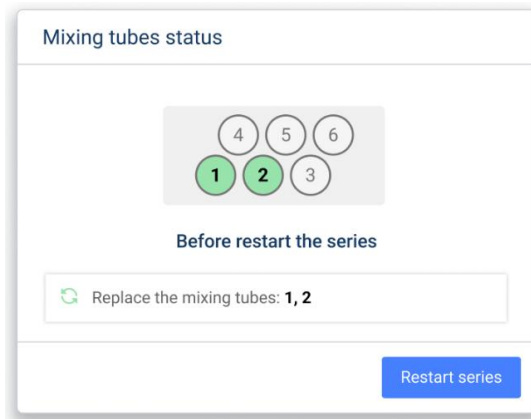 Mixing tubes status
4 5 6
1 2 3
Before restart the series
Replace the mixing tubes: 1, 2
Restart series